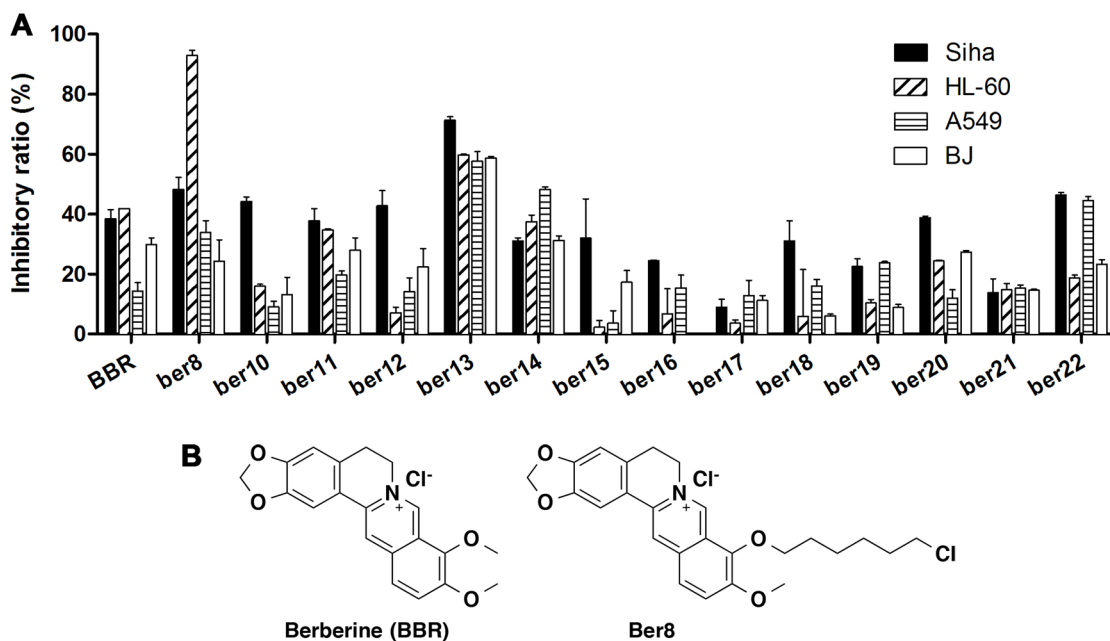 A
Inhibitory ratio (%)
100
80
60
40
20
0
Siha
HL-60
A549
BJ
BBR
ber8
ber10
ber11
ber12
ber13
ber14
ber15
ber16
ber17
ber18
ber19
ber20
ber21
ber22
B
O
O
N
+
Cl-
O
O
Berberine (BBR)
O
O
N
+
Cl-
O
O
Cl
Ber8